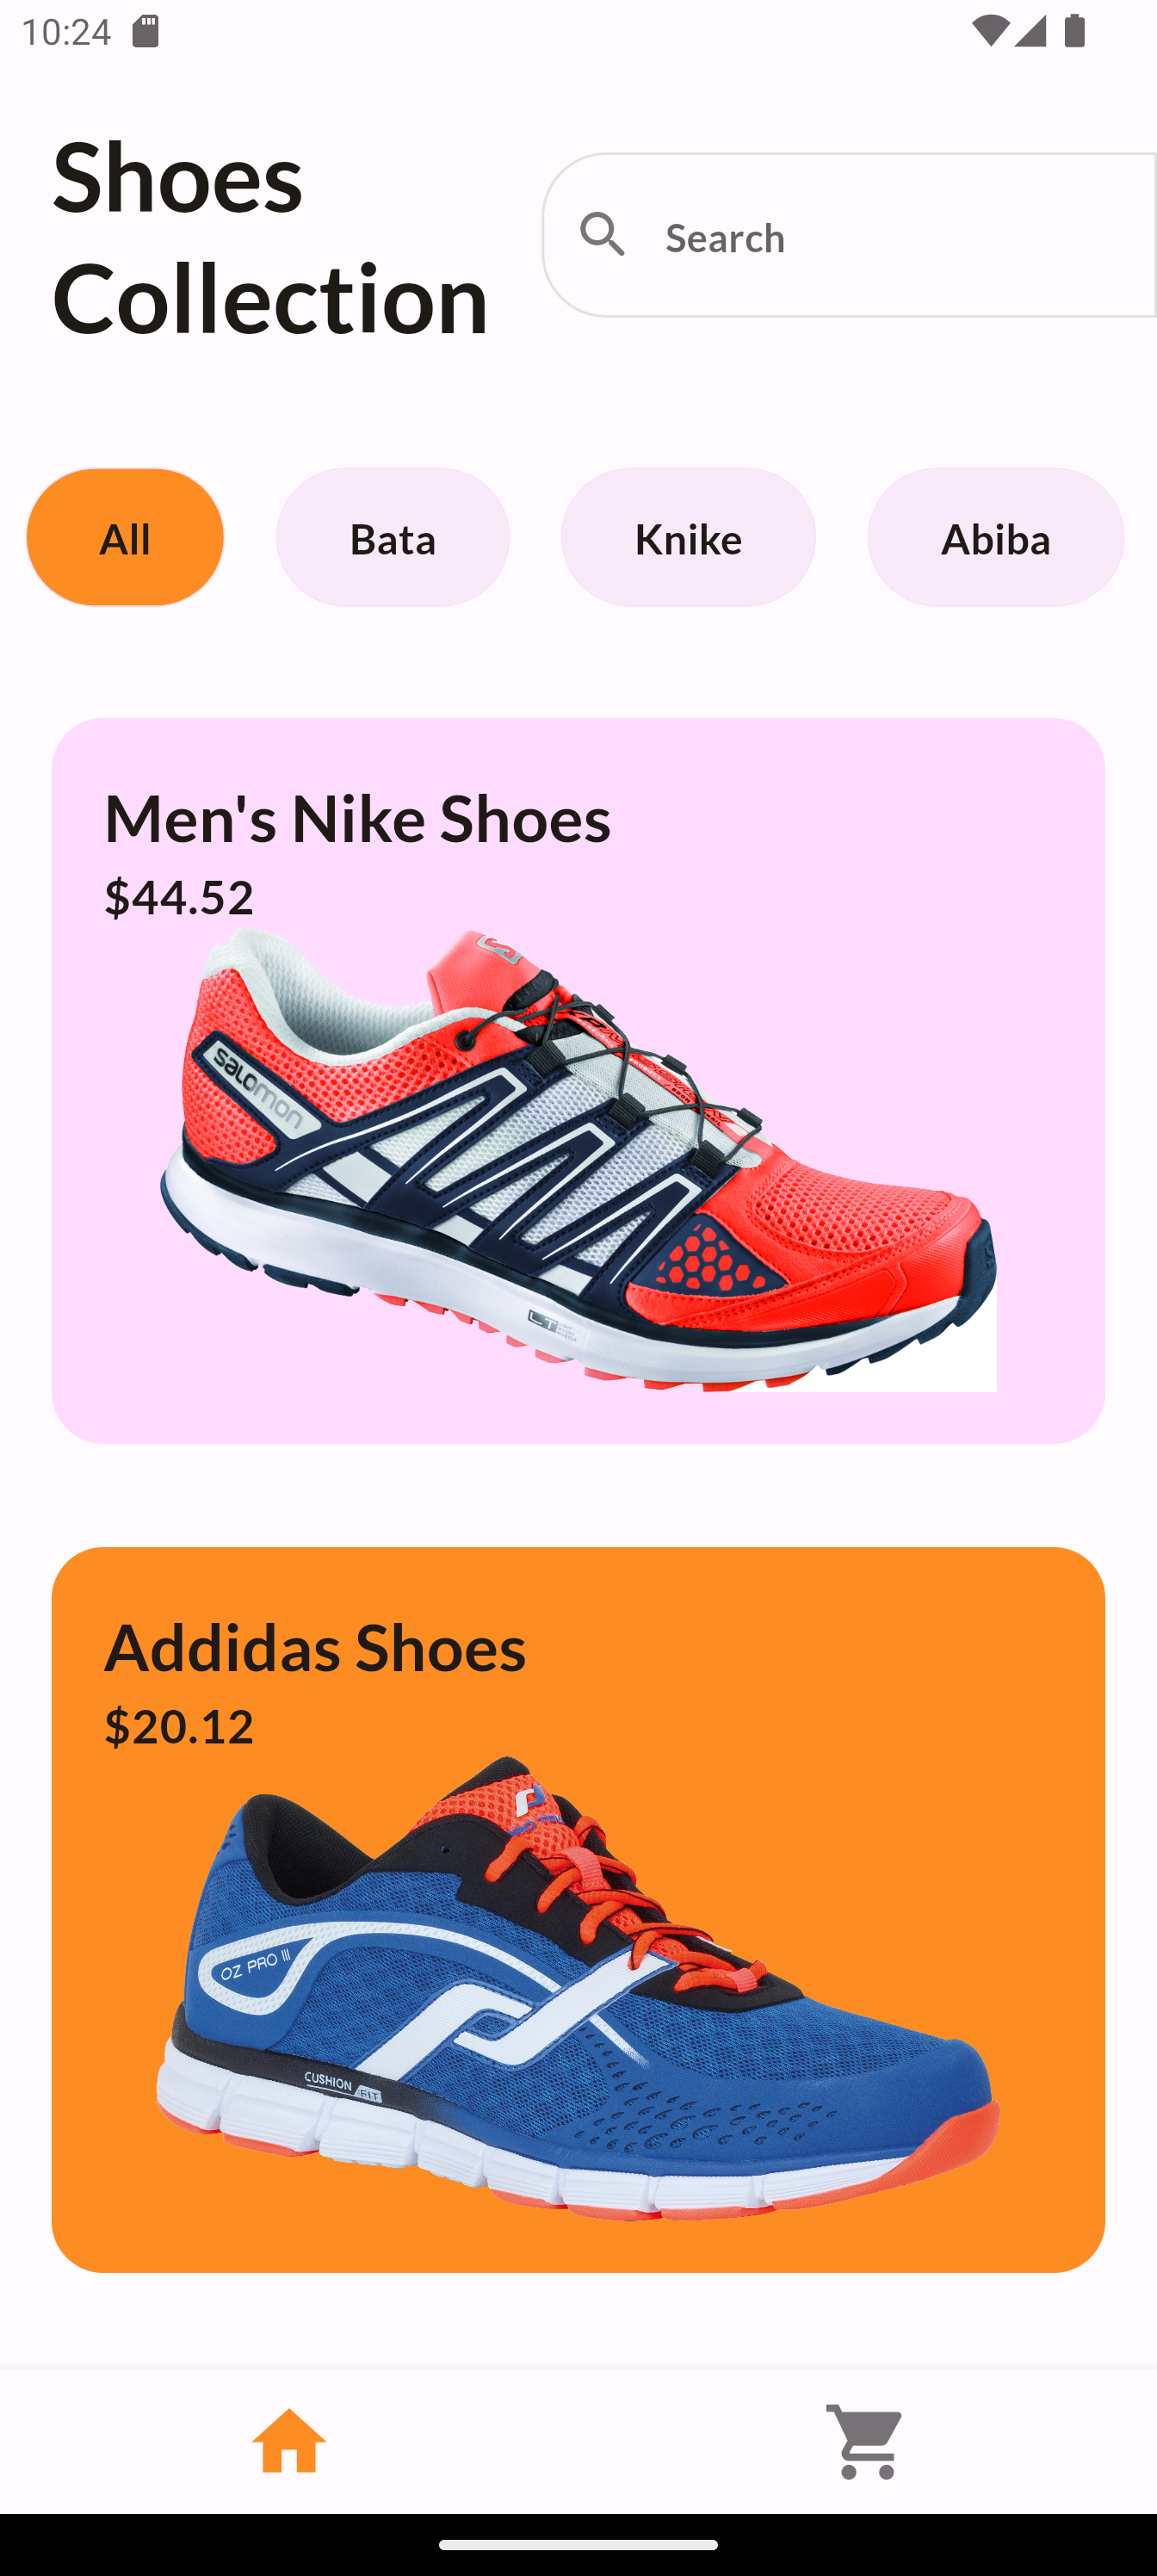 10:24
Shoes
Collection
Search
All
Bata
Knike
Abiba
Men's Nike Shoes
$44.52
salomon
LT
Addidas Shoes
$20.12
OZ PRO III
CUSHION FIT